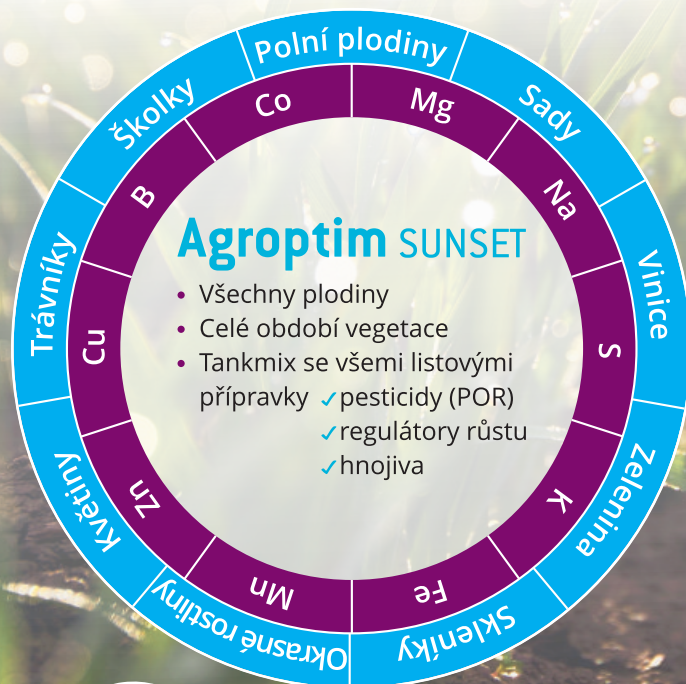 Polní plodiny
Sady
Vinice
Zelenina
Skleníky
Okrasné rostliny
Květiny
Trávníky
Školky
Co
Mg
Na
S
K
Fe
Mn
Zn
Cu
B
Agroptim SUNSET
• Všechny plodiny
• Celé období vegetace
• Tankmix se všemi listovými
přípravky ✓pesticidy (POR)
✓regulátory růstu
✓hnojiva